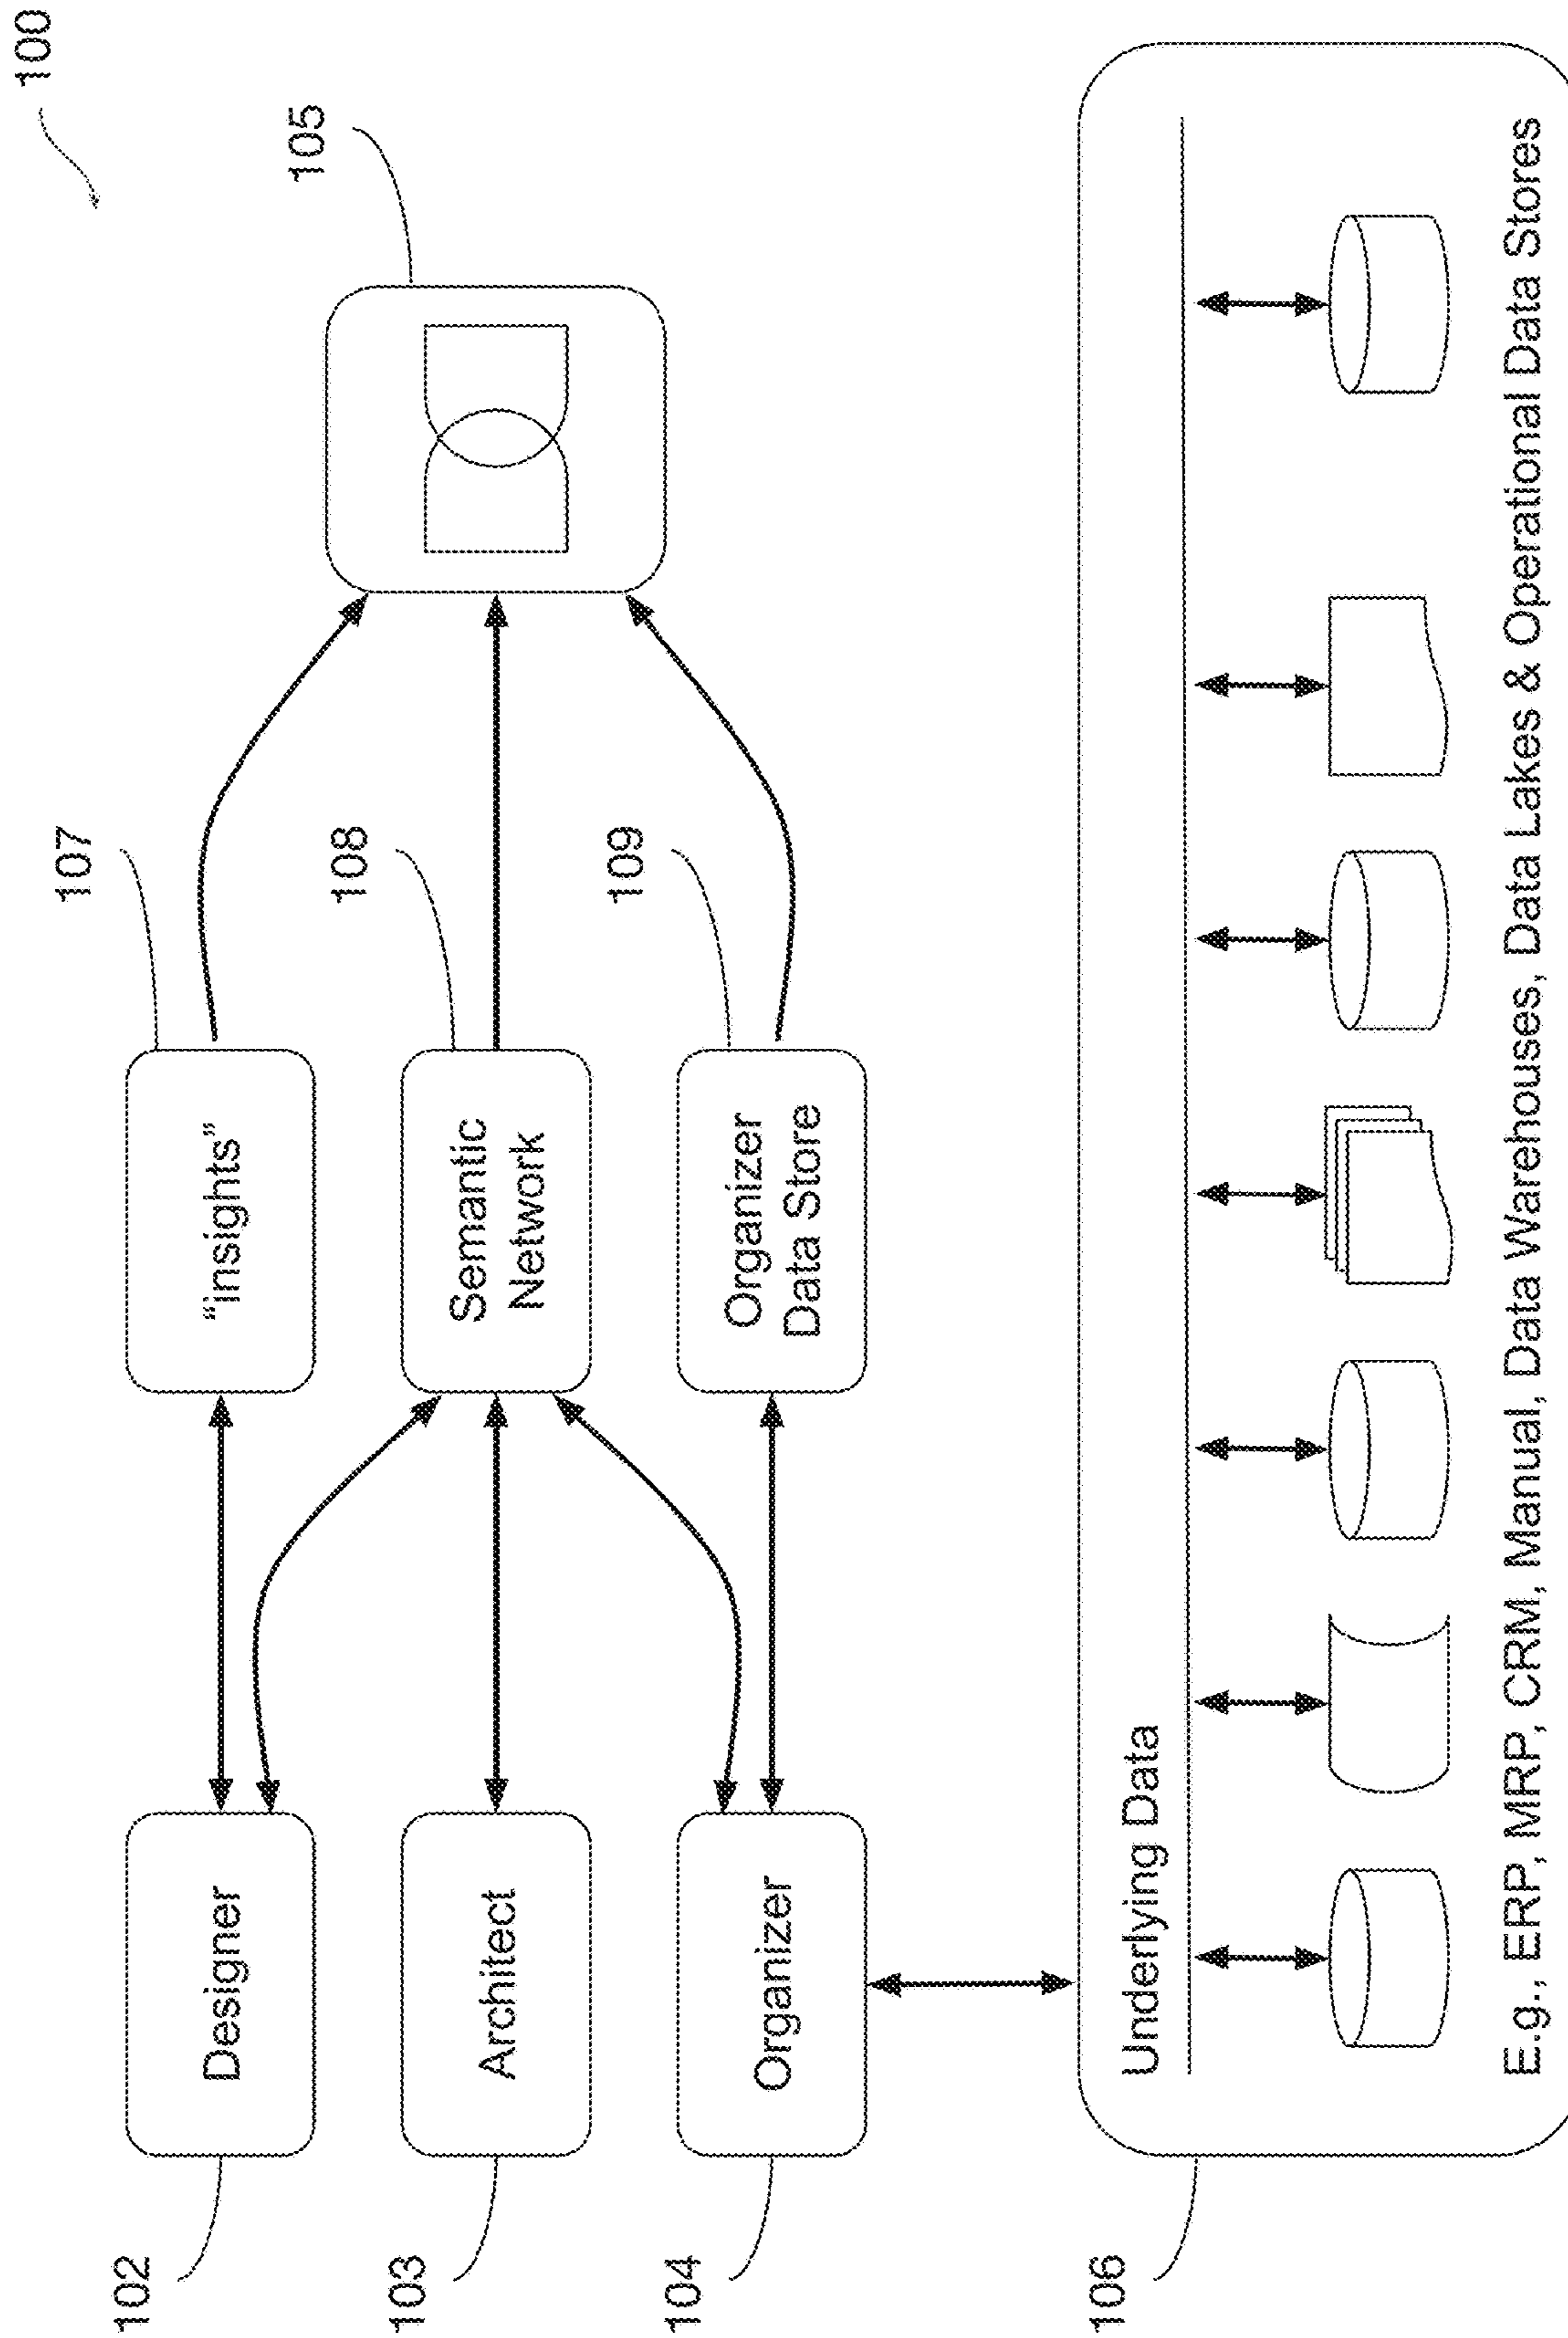 100
105
107
108
109
"Insights"
Semantic
Network
Organizer
Data Store
Designer
Architect
Organizer
102
103
104
106
Underlying Data
E.g., ERP, MRP, CRM, Manual, Data Warehouses, Data Lakes & Operational Data Stores